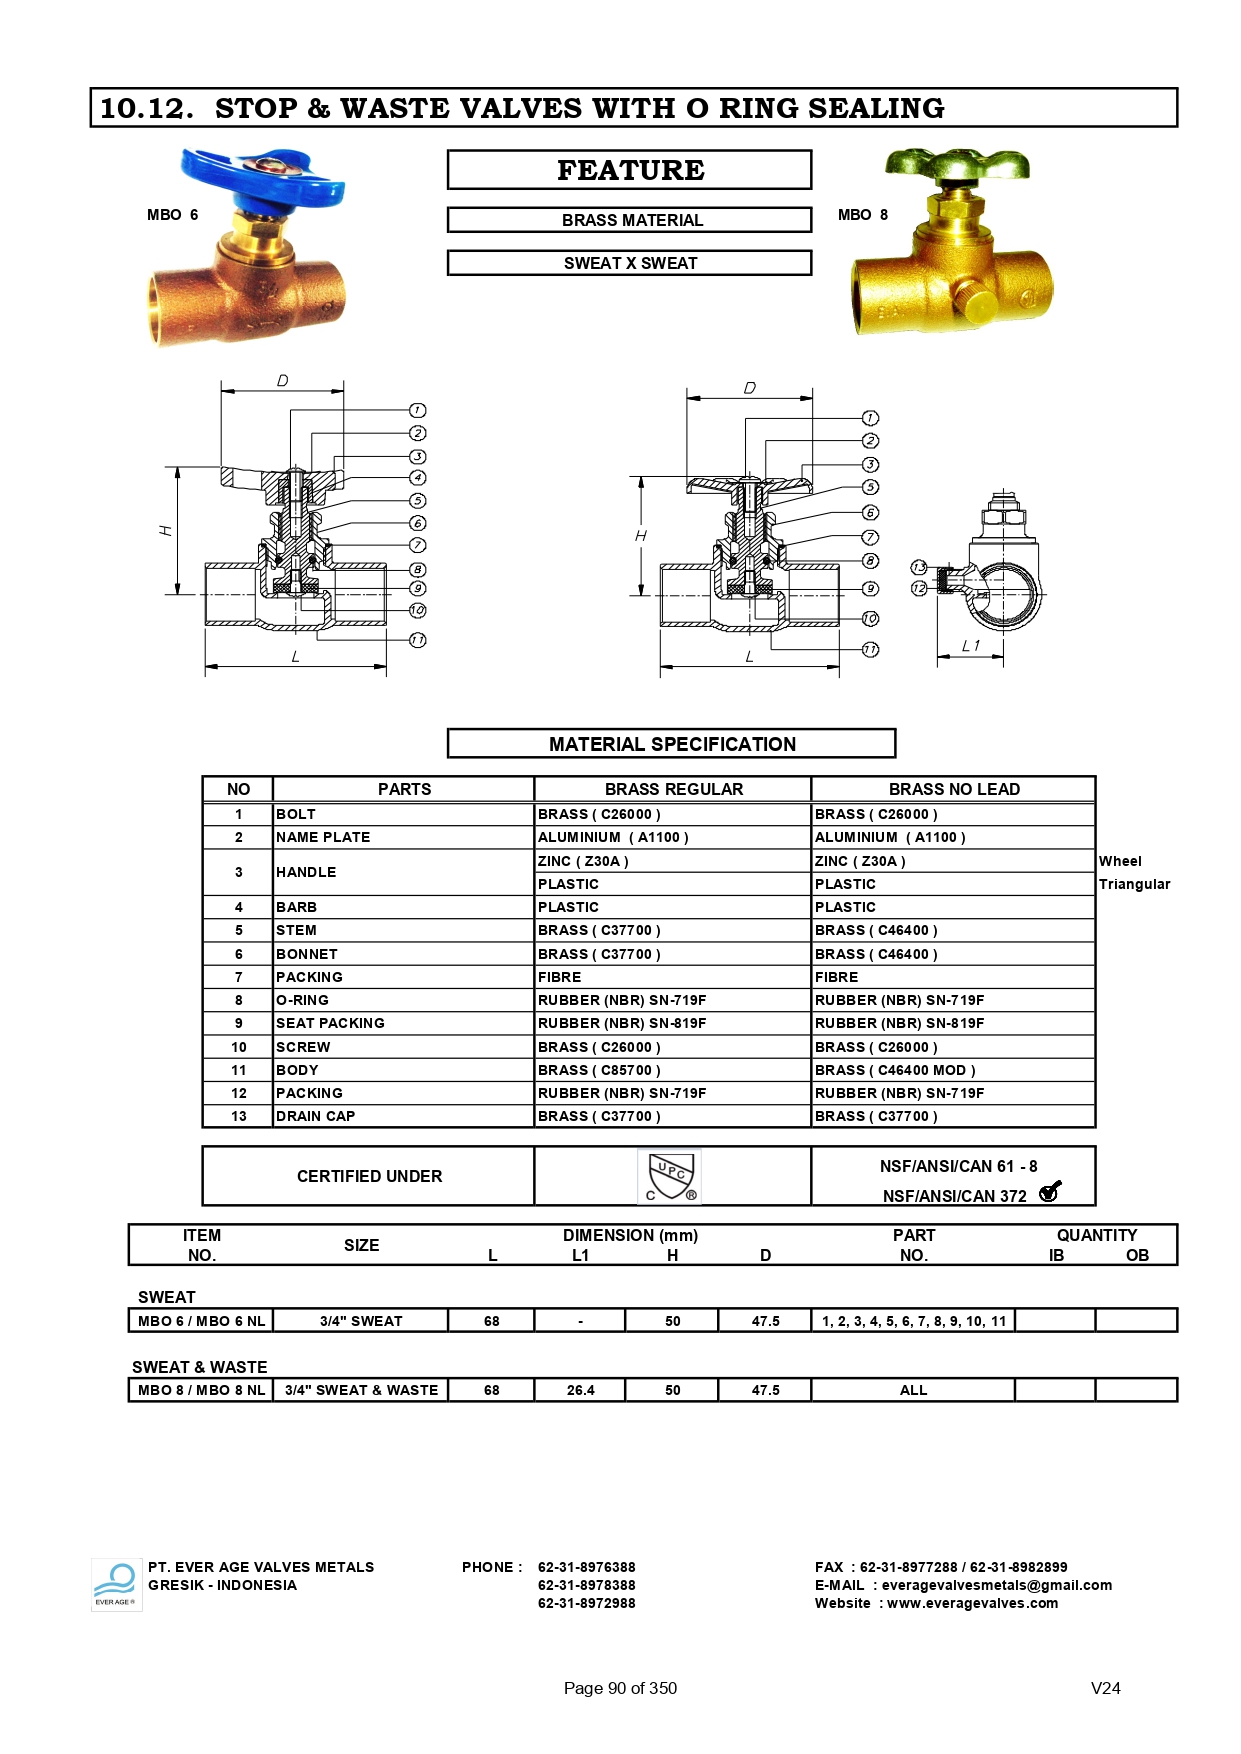 10.12. STOP & WASTE VALVES WITH O RING SEALING
FEATURE
MBO 6
BRASS MATERIAL
MBO 8
SWEAT X SWEAT
D
1
2
3
4
5
6
7
8
9
10
11
H
L
D
1
2
3
5
6
7
8
9
10
11
H
L
13
12
L1
MATERIAL SPECIFICATION
NO PARTS BRASS REGULAR BRASS NO LEAD
1 BOLT BRASS ( C26000 ) BRASS ( C26000 )
2 NAME PLATE ALUMINIUM ( A1100 ) ALUMINIUM ( A1100 )
3 HANDLE ZINC ( Z30A ) ZINC ( Z30A ) Wheel
PLASTIC PLASTIC Triangular
4 BARB PLASTIC PLASTIC
5 STEM BRASS ( C37700 ) BRASS ( C46400 )
6 BONNET BRASS ( C37700 ) BRASS ( C46400 )
7 PACKING FIBRE FIBRE
8 O-RING RUBBER (NBR) SN-719F RUBBER (NBR) SN-719F
9 SEAT PACKING RUBBER (NBR) SN-819F RUBBER (NBR) SN-819F
10 SCREW BRASS ( C26000 ) BRASS ( C26000 )
11 BODY BRASS ( C85700 ) BRASS ( C46400 MOD )
12 PACKING RUBBER (NBR) SN-719F RUBBER (NBR) SN-719F
13 DRAIN CAP BRASS ( C37700 ) BRASS ( C37700 )
CERTIFIED UNDER
UPC
C ®
NSF/ANSI/CAN 61 - 8
NSF/ANSI/CAN 372
ITEM SIZE DIMENSION (mm) PART QUANTITY
NO. L L1 H D NO. IB OB
SWEAT
MBO 6 / MBO 6 NL 3/4" SWEAT 68 - 50 47.5 1, 2, 3, 4, 5, 6, 7, 8, 9, 10, 11
SWEAT & WASTE
MBO 8 / MBO 8 NL 3/4" SWEAT & WASTE 68 26.4 50 47.5 ALL
EVER AGE ®
PT. EVER AGE VALVES METALS PHONE : 62-31-8976388 FAX : 62-31-8977288 / 62-31-8982899
GRESIK - INDONESIA 62-31-8978388 E-MAIL : everagevalvesmetals@gmail.com
62-31-8972988 Website : www.everagevalves.com
Page 90 of 350 V24